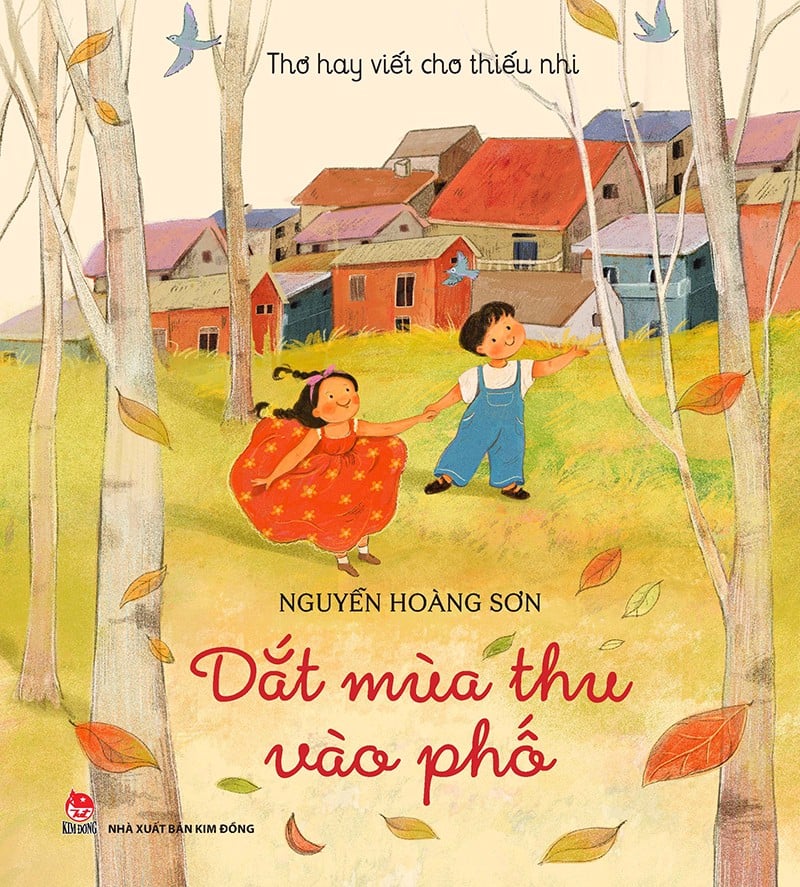 Thơ hay viết cho thiếu nhi
NGUYỄN HOÀNG SƠN
Dắt mùa thu
vào phố
KIM ĐỒNG
NHÀ XUẤT BẢN KIM ĐỒNG